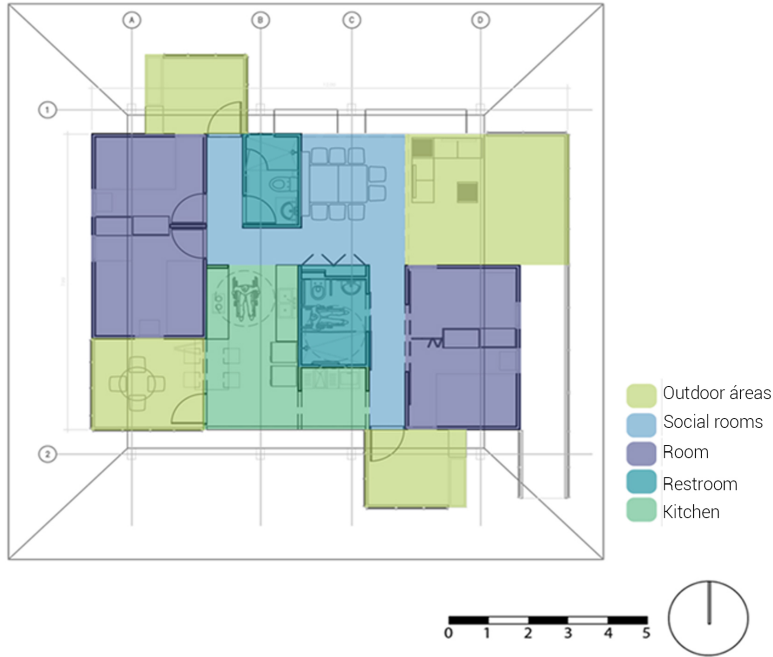 A B C D
1
2
Outdoor áreas
Social rooms
Room
Restroom
Kitchen
0 1 2 3 4 5